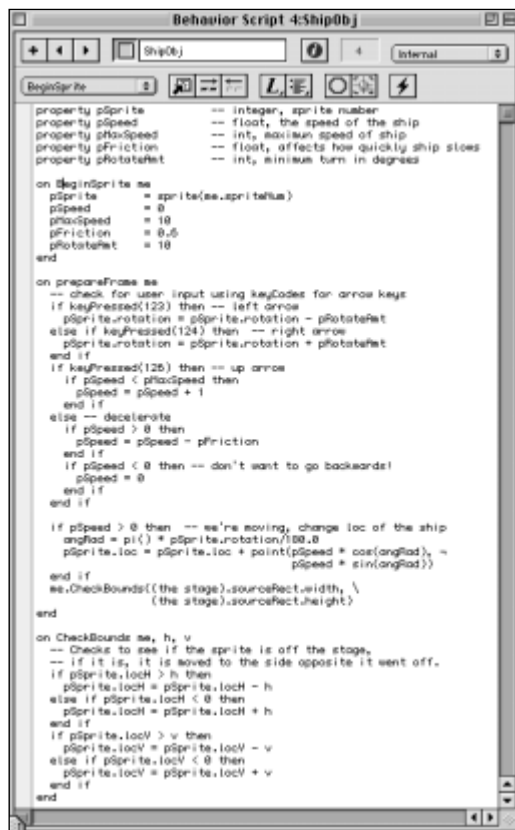 Behavior Script 4:ShipObj
ShipObj
4
Internal
BeginSprite
property pSprite -- integer, sprite number
property pSpeed -- float, the speed of the ship
property pMaxSpeed -- int, maximum speed of ship
property pFriction -- float, affects how quickly ship slows
property pRotateAmt -- int, minimum turn in degrees
on BeginSprite me
pSprite = sprite(me.spriteNum)
pSpeed = 0
pMaxSpeed = 10
pFriction = 0.6
pRotateAmt = 10
end
on prepareFrame me
-- check for user input using keyCodes for arrow keys
if keyPressed(123) then -- left arrow
pSprite.rotation = pSprite.rotation - pRotateAmt
else if keyPressed(124) then -- right arrow
pSprite.rotation = pSprite.rotation + pRotateAmt
end if
if keyPressed(126) then -- up arrow
if pSpeed < pMaxSpeed then
pSpeed = pSpeed + 1
end if
else -- decelerate
if pSpeed > 0 then
pSpeed = pSpeed - pFriction
end if
if pSpeed < 0 then -- don't want to go backwards!
pSpeed = 0
end if
end if
if pSpeed > 0 then -- we're moving, change loc of the ship
angRad = pi() * pSprite.rotation/180.0
pSprite.loc = pSprite.loc + point(pSpeed * cos(angRad), ¬
pSpeed * sin(angRad))
end if
me.CheckBounds((the stage).sourceRect.width, \
(the stage).sourceRect.height)
end
on CheckBounds me, h, v
-- Checks to see if the sprite is off the stage,
-- if it is, it is moved to the side opposite it went off.
if pSprite.locH > h then
pSprite.locH = pSprite.locH - h
else if pSprite.locH < 0 then
pSprite.locH = pSprite.locH + h
end if
if pSprite.locV > v then
pSprite.locV = pSprite.locV - v
else if pSprite.locV < 0 then
pSprite.locV = pSprite.locV + v
end if
end